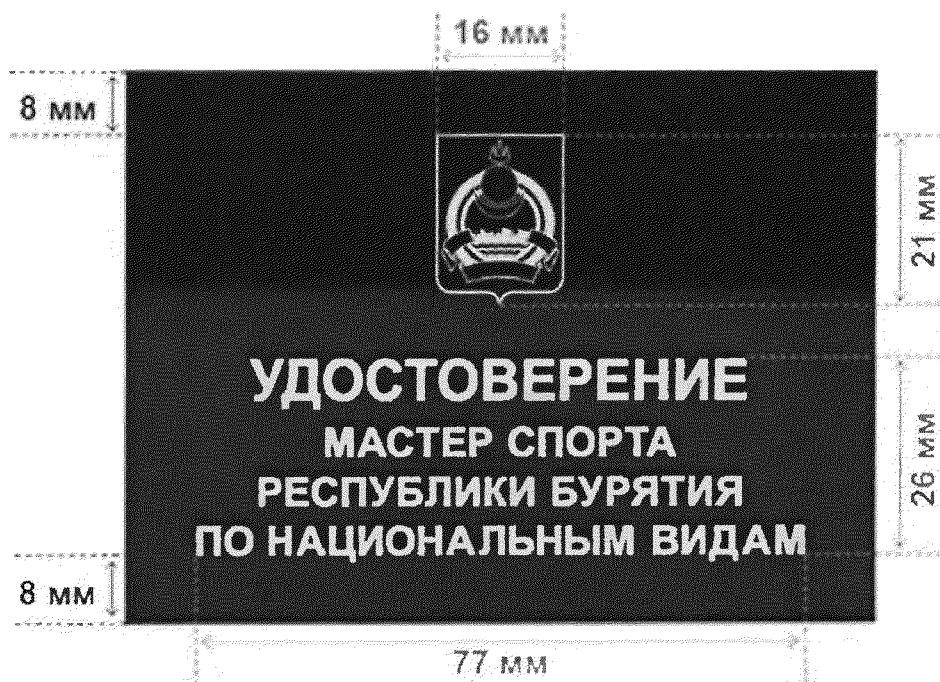 16 мм
8 мм
21 мм
УДОСТОВЕРЕНИЕ
МАСТЕР СПОРТА
РЕСПУБЛИКИ БУРЯТИЯ
ПО НАЦИОНАЛЬНЫМ ВИДАМ
26 мм
8 мм
77 мм